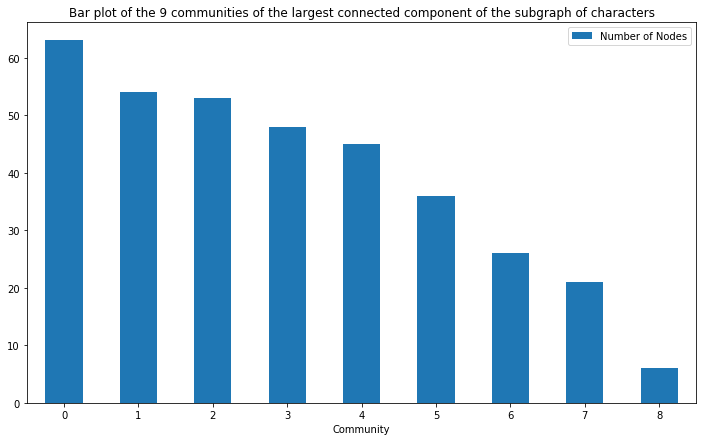 Bar plot of the 9 communities of the largest connected component of the subgraph of characters
Number of Nodes
60
50
40
30
20
10
0
0 1 2 3 4 5 6 7 8
Community